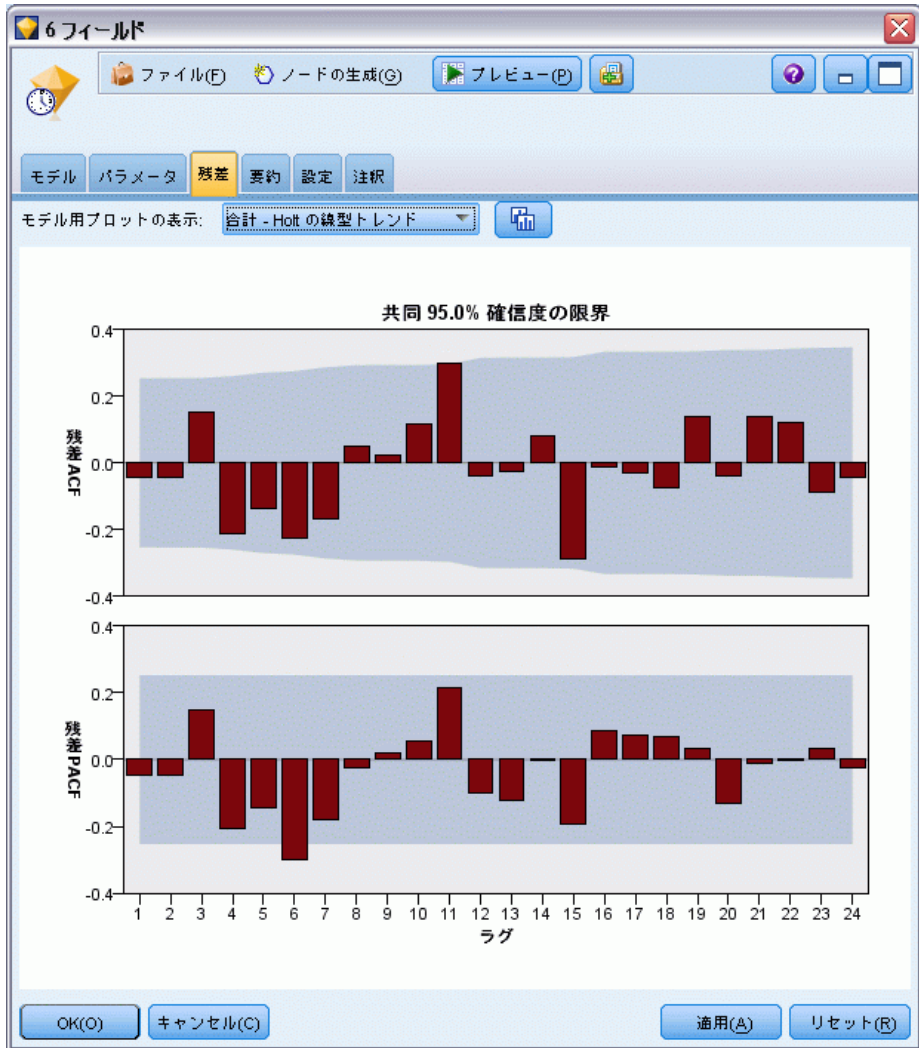 6 フィールド
ファイル(F) ノードの生成(G) プレビュー(P)
モデル パラメータ 残差 要約 設定 注釈
モデル用プロットの表示: 合計 - Holt の線型トレンド
共同 95.0% 確信度の限界
0.4
0.2
0.0
-0.2
-0.4
残差 ACF
0.4
0.2
0.0
-0.2
-0.4
残差 PACF
1 2 3 4 5 6 7 8 9 10 11 12 13 14 15 16 17 18 19 20 21 22 23 24
ラグ
OK(O) キャンセル(C) 適用(A) リセット(R)